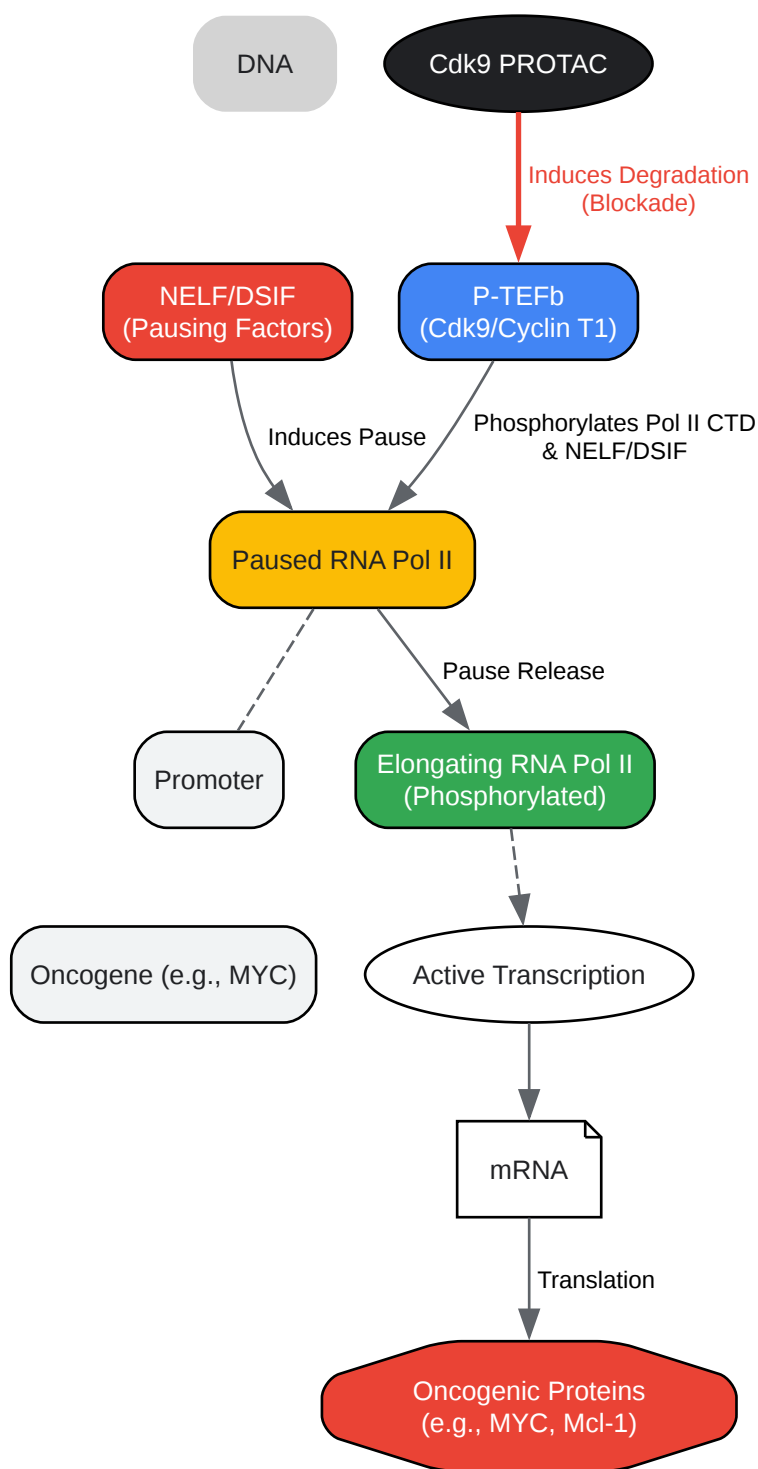 DNA
Cdk9 PROTAC
Induces Degradation
(Blockade)
NELF/DSIF
(Pausing Factors)
P-TEFb
(Cdk9/Cyclin T1)
Induces Pause
Phosphorylates Pol II CTD
& NELF/DSIF
Paused RNA Pol II
Pause Release
Promoter
Elongating RNA Pol II
(Phosphorylated)
Oncogene (e.g., MYC)
Active Transcription
mRNA
Translation
Oncogenic Proteins
(e.g., MYC, Mcl-1)